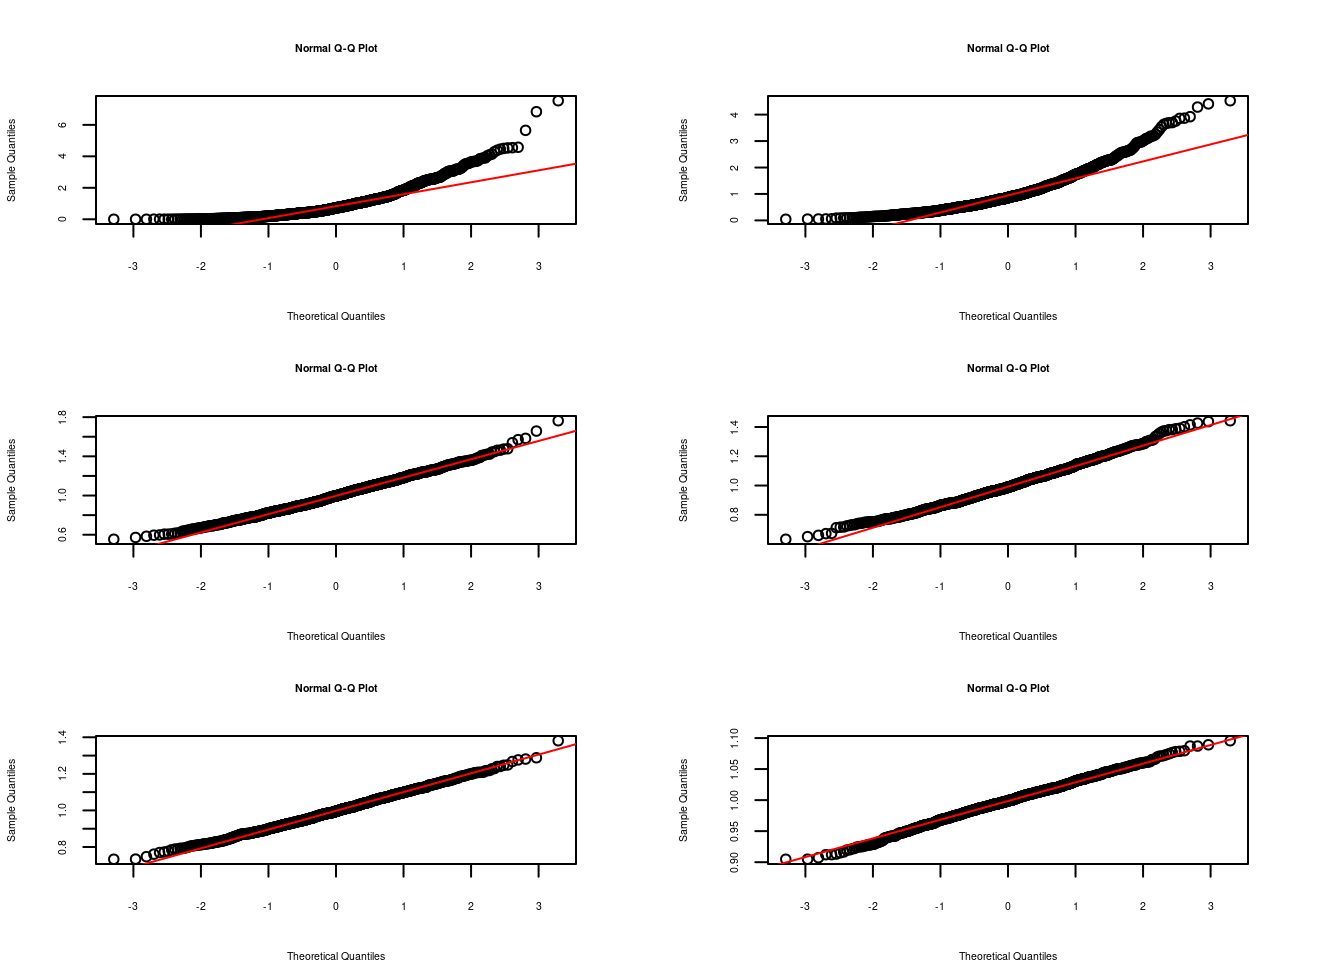 Normal Q-Q Plot
Sample Quantiles
0 2 4 6
-3 -2 -1 0 1 2 3
Theoretical Quantiles
Normal Q-Q Plot
Sample Quantiles
0 1 2 3 4
-3 -2 -1 0 1 2 3
Theoretical Quantiles
Normal Q-Q Plot
Sample Quantiles
0.6 1.0 1.4 1.8
-3 -2 -1 0 1 2 3
Theoretical Quantiles
Normal Q-Q Plot
Sample Quantiles
0.8 1.0 1.2 1.4
-3 -2 -1 0 1 2 3
Theoretical Quantiles
Normal Q-Q Plot
Sample Quantiles
0.8 1.0 1.2 1.4
-3 -2 -1 0 1 2 3
Theoretical Quantiles
Normal Q-Q Plot
Sample Quantiles
0.90 0.95 1.00 1.05 1.10
-3 -2 -1 0 1 2 3
Theoretical Quantiles